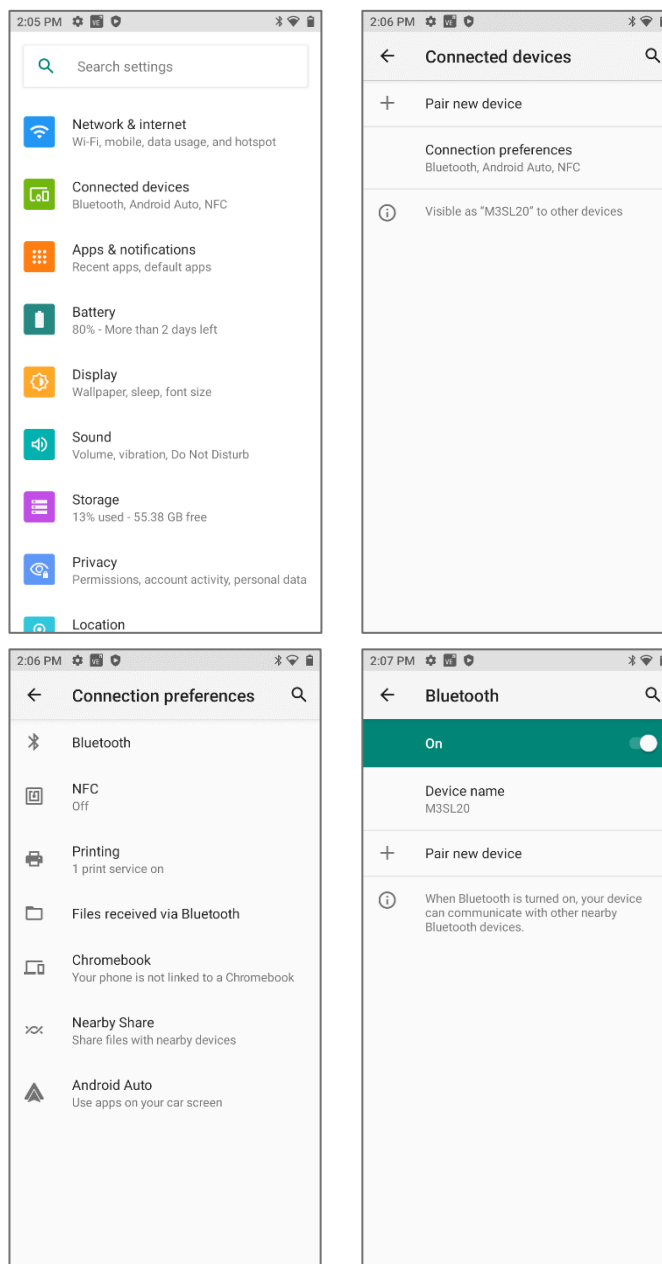 2:05 PM
Search settings
Network & internet
Wi-Fi, mobile, data usage, and hotspot
Connected devices
Bluetooth, Android Auto, NFC
Apps & notifications
Recent apps, default apps
Battery
80% - More than 2 days left
Display
Wallpaper, sleep, font size
Sound
Volume, vibration, Do Not Disturb
Storage
13% used - 55.38 GB free
Privacy
Permissions, account activity, personal data
Location
2:06 PM
Connected devices
Pair new device
Connection preferences
Bluetooth, Android Auto, NFC
Visible as “M3SL20” to other devices
2:06 PM
Connection preferences
Bluetooth
NFC
Off
Printing
1 print service on
Files received via Bluetooth
Chromebook
Your phone is not linked to a Chromebook
Nearby Share
Share files with nearby devices
Android Auto
Use apps on your car screen
2:07 PM
Bluetooth
On
Device name
M3SL20
Pair new device
When Bluetooth is turned on, your device
can communicate with other nearby
Bluetooth devices.